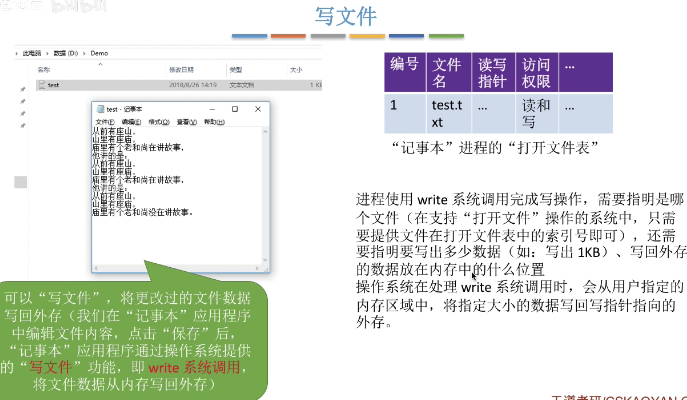 写文件
此电脑 > 数据 (D:) > Demo
名称 修改日期 类型 大小
test 2018/8/26 14:19 文本文档 1 K
test - 记事本
文件(F) 编辑(E) 格式(O) 查看(V) 帮助(H)
从前有座山，
山里有座庙，
庙里有个老和尚在讲故事，
他讲的是：
从前有座山，
山里有座庙，
庙里有个老和尚在讲故事，
他讲的是：
从前有座山，
山里有座庙，
庙里有个老和尚没在讲故事。
编号 文件名 读写指针 访问权限 …
1 test.txt … 读和写 …
“记事本”进程的“打开文件表”
进程使用 write 系统调用完成写操作，需要指明是哪
个文件（在支持“打开文件”操作的系统中，只需
要提供文件在打开文件表中的索引号即可），还需
要指明要写出多少数据（如：写出 1KB）、写回外存
的数据放在内存中的什么位置
操作系统在处理 write 系统调用时，会从用户指定的
内存区域中，将指定大小的数据写回写指针指向的
外存。
可以“写文件”，将更改过的文件数据
写回外存（我们在“记事本”应用程序
中编辑文件内容，点击“保存”后，
“记事本”应用程序通过操作系统提供
的“写文件”功能，即 write 系统调用，
将文件数据从内存写回外存）